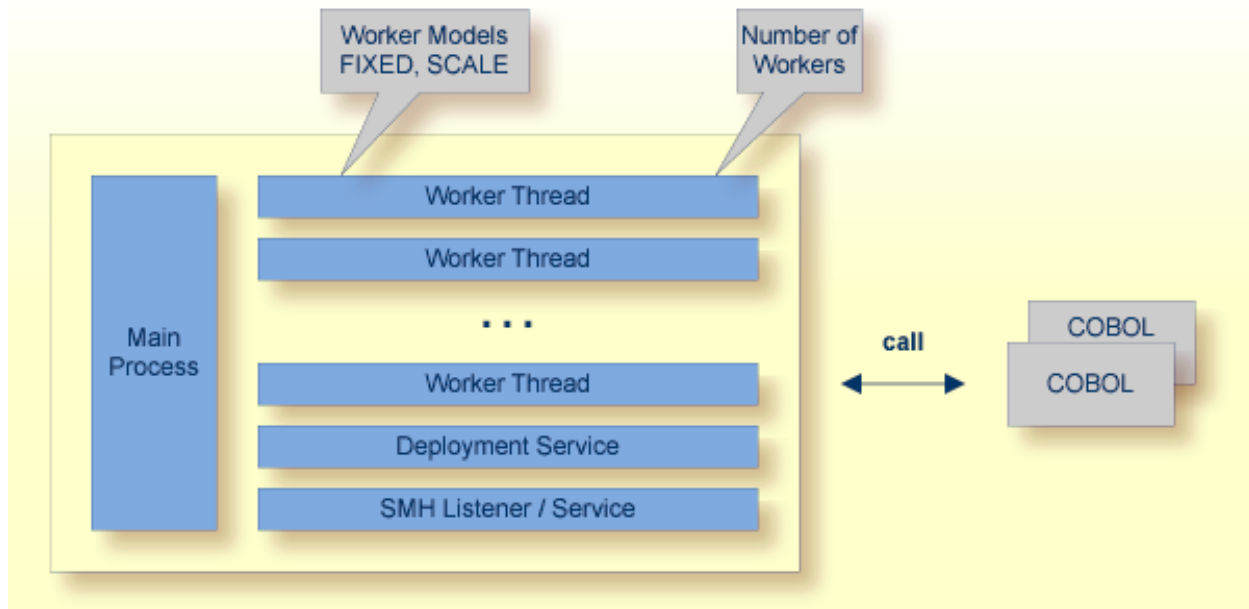 Worker Models
FIXED, SCALE
Number of
Workers
Worker Thread
Worker Thread
...
Main
Process
Worker Thread
Deployment Service
SMH Listener / Service
call
COBOL
COBOL